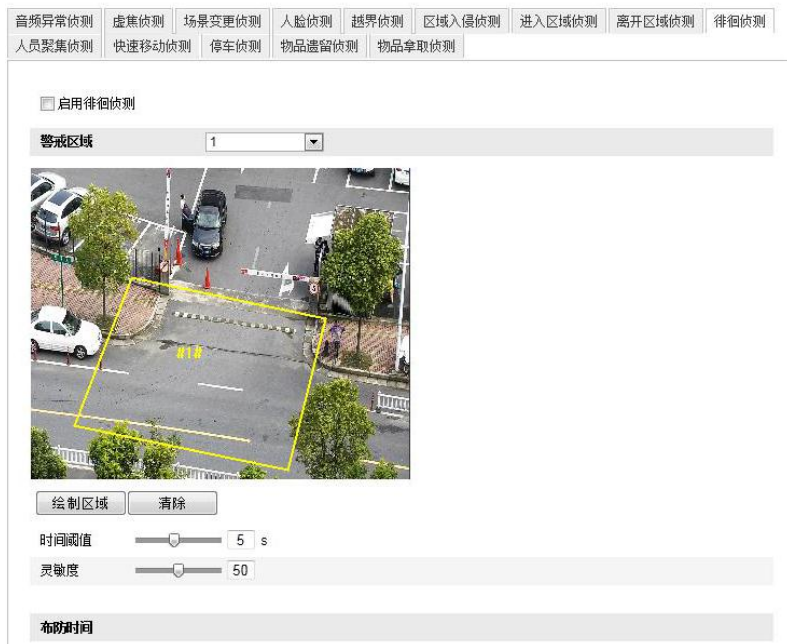 音频异常侦测 虚焦侦测 场景变更侦测 人脸侦测 越界侦测 区域入侵侦测 进入区域侦测 离开区域侦测 徘徊侦测
人员聚集侦测 快速移动侦测 停车侦测 物品遗留侦测 物品拿取侦测
启用徘徊侦测
警戒区域 1
#1#
绘制区域 清除
时间阈值 5 s
灵敏度 50
布防时间